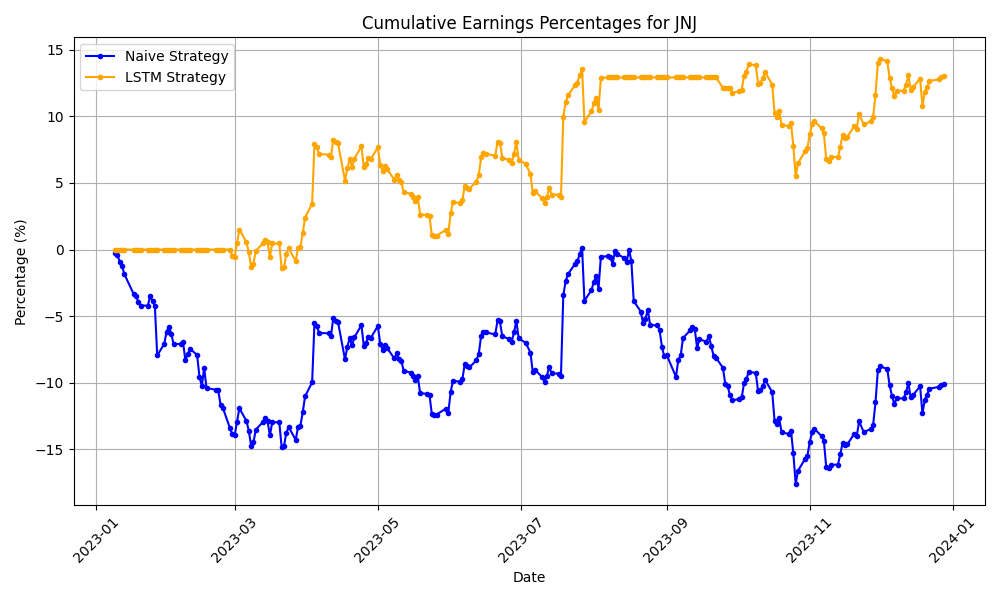 Cumulative Earnings Percentages for JNJ
Naive Strategy
LSTM Strategy
Percentage (%)
15
10
5
0
−5
−10
−15
2023-01
2023-03
2023-05
2023-07
2023-09
2023-11
2024-01
Date